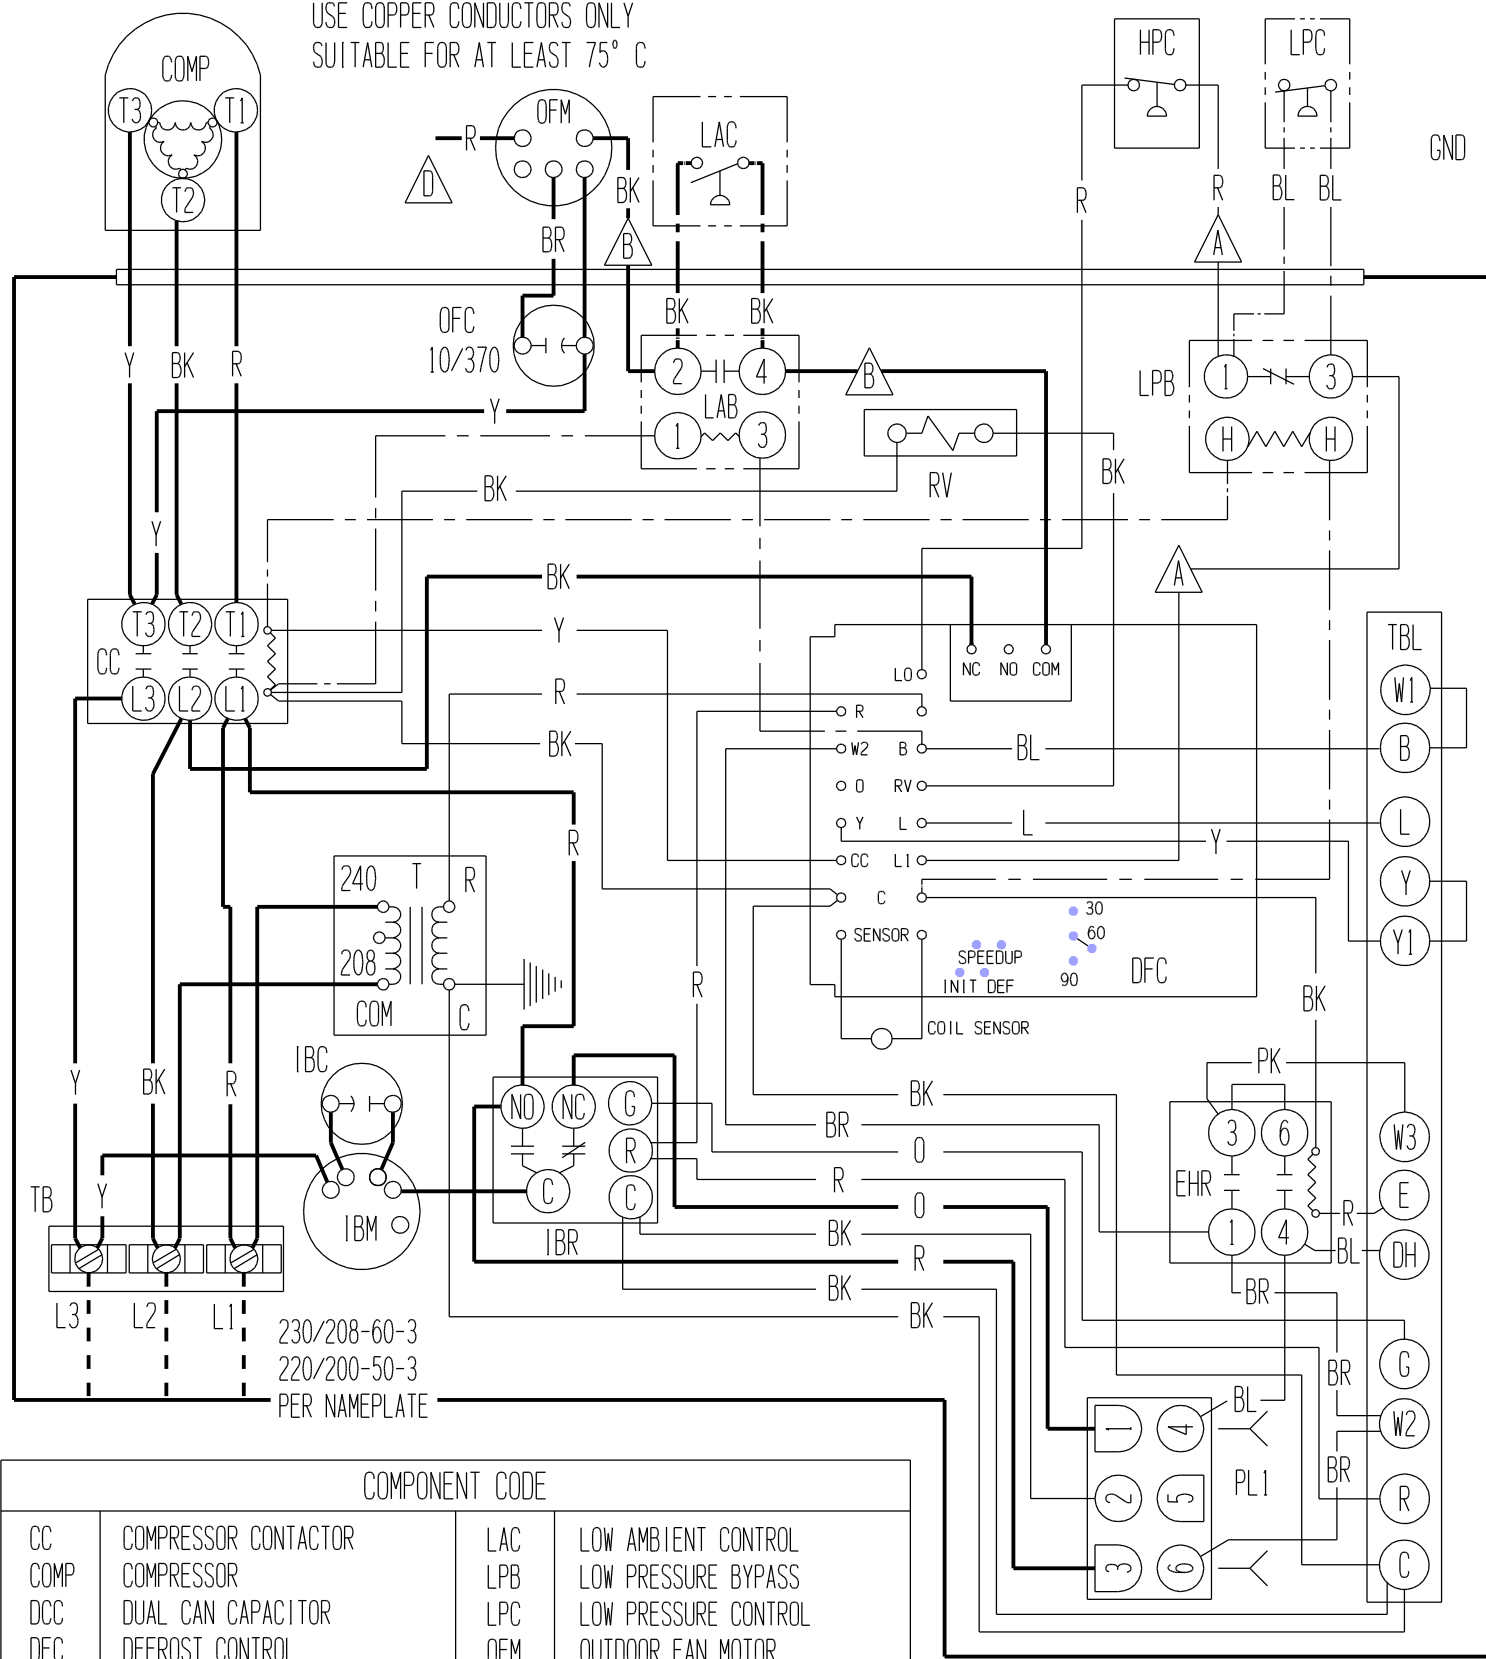 USE COPPER CONDUCTORS ONLY
SUITABLE FOR AT LEAST 75° C
COMP
T3
T1
T2
OFM
R
D
BK
BR
B
LAC
HPC
LPC
GND
R
R
BL
BL
A
OFC
10/370
BK
BK
Y
BK
R
2
4
B
LAB
1
3
LPB
1
3
H
H
Y
BK
RV
BK
Y
BK
A
Y
T3
T2
T1
CC
L3
L2
L1
NC
NO
COM
TBL
LO
W1
R
R
BK
W2
B
BL
B
O
RV
Y
L
L
L
Y
R
CC
L1
240
T
R
Y
C
30
SENSOR
60
SPEEDUP
Y1
208
INIT DEF
90
DFC
R
BK
COM
C
COIL SENSOR
IBC
PK
Y
BK
R
BK
NO
NC
G
BR
3
6
W3
O
R
Y
EHR
R
C
C
E
TB
O
R
IBM
BK
1
4
BL
DH
IBR
R
L3
L2
L1
BK
BR
BK
230/208-60-3
220/200-50-3
PER NAMEPLATE
G
BR
BL
1
4
W2
BR
PL1
2
5
R
3
6
C
COMPONENT CODE
CC COMPRESSOR CONTACTOR LAC LOW AMBIENT CONTROL
COMP COMPRESSOR LPB LOW PRESSURE BYPASS
DCC DUAL CAN CAPACITOR LPC LOW PRESSURE CONTROL
DFC DEFROST CONTROL OFM OUTDOOR FAN MOTOR